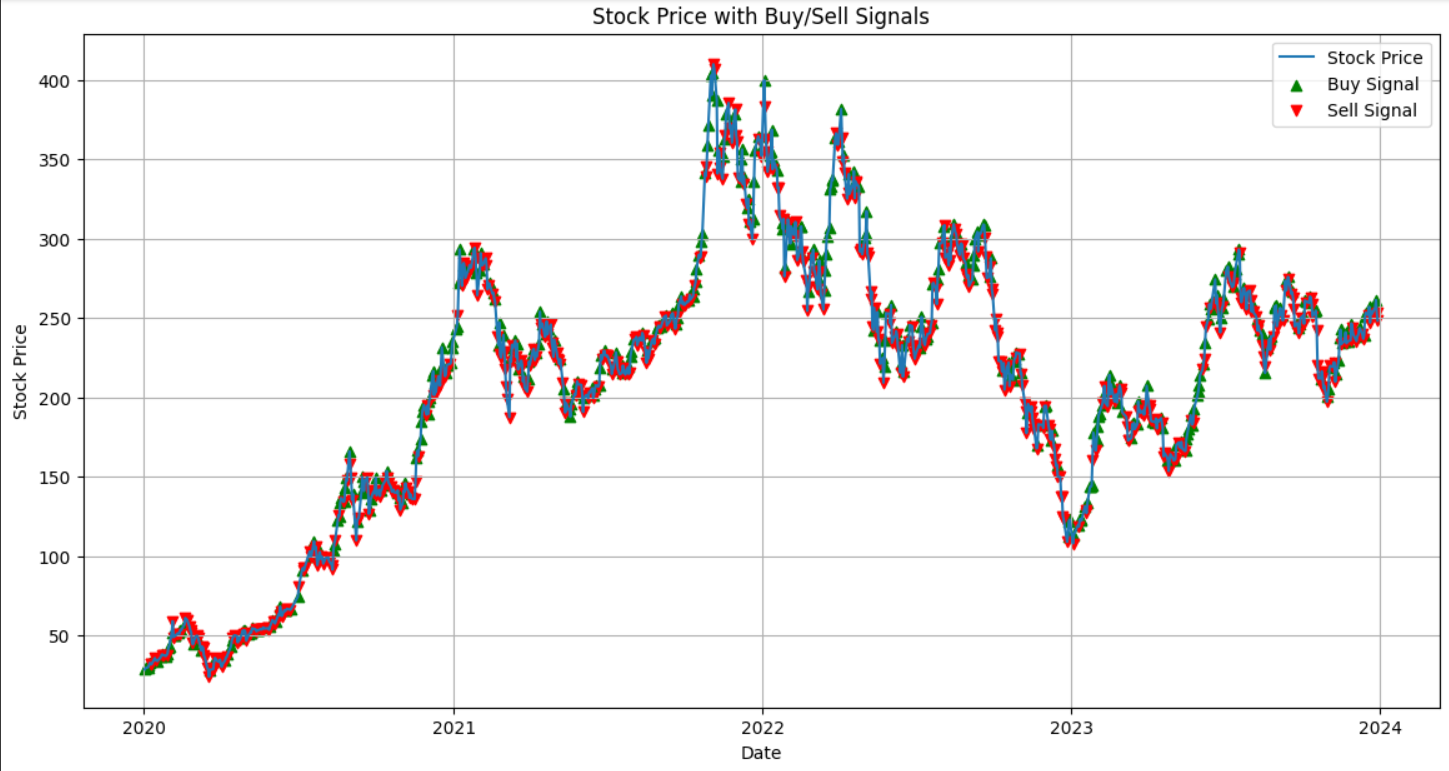 Stock Price with Buy/Sell Signals
Stock Price
Buy Signal
Sell Signal
400
350
300
250
200
150
100
50
Stock Price
2020
2021
2022
2023
2024
Date